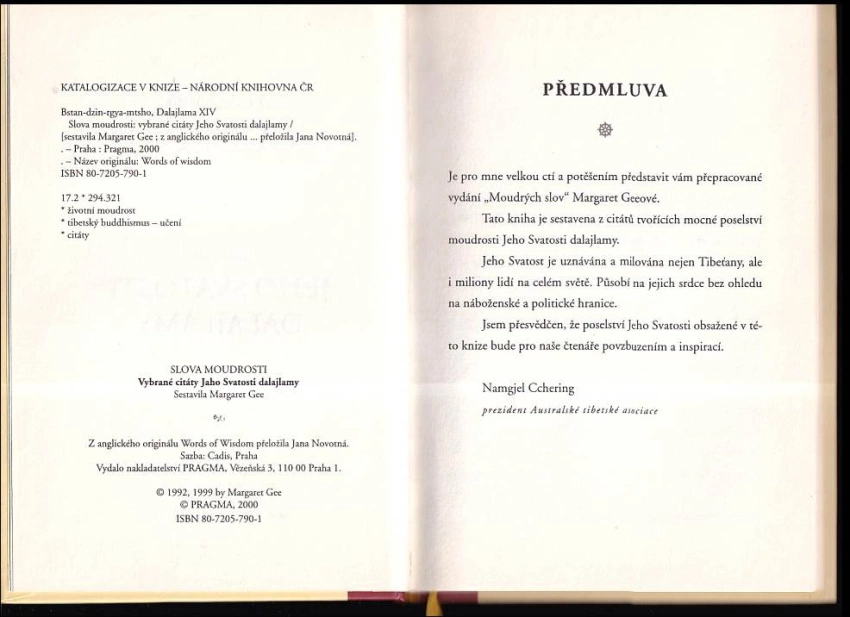 KATALOGIZACE V KNIZE – NÁRODNÍ KNIHOVNA ČR
Bstan-dzin-rgya-mtsho, Dalajlama XIV
Slova moudrosti: vybrané citáty Jeho Svatosti dalajlamy /
[sestavila Margaret Gee ; z anglického originálu ... přeložila Jana Novotná].
. – Praha : Pragma, 2000
. – Název originálu: Words of wisdom
ISBN 80-7205-790-1
17.2 * 294.321
* životní moudrost
* tibetský buddhismus – učení
* citáty
SLOVA MOUDROSTI
Vybrané citáty Jaho Svatosti dalajlamy
Sestavila Margaret Gee
Z anglického originálu Words of Wisdom přeložila Jana Novotná.
Sazba: Cadis, Praha
Vydalo nakladatelství PRAGMA, Vězeňská 3, 110 00 Praha 1.
© 1992, 1999 by Margaret Gee
© PRAGMA, 2000
ISBN 80-7205-790-1
PŘEDMLUVA
Je pro mne velkou ctí a potěšením představit vám přepracované
vydání „Moudrých slov“ Margaret Geeové.
Tato kniha je sestavena z citátů tvořících mocné poselství
moudrosti Jeho Svatosti dalajlamy.
Jeho Svatost je uznávána a milována nejen Tibeťany, ale
i miliony lidí na celém světě. Působí na jejich srdce bez ohledu
na náboženské a politické hranice.
Jsem přesvědčen, že poselství Jeho Svatosti obsažené v té-
to knize bude pro naše čtenáře povzbuzením a inspirací.
Namgjel Cchering
prezident Australské tibetské asociace